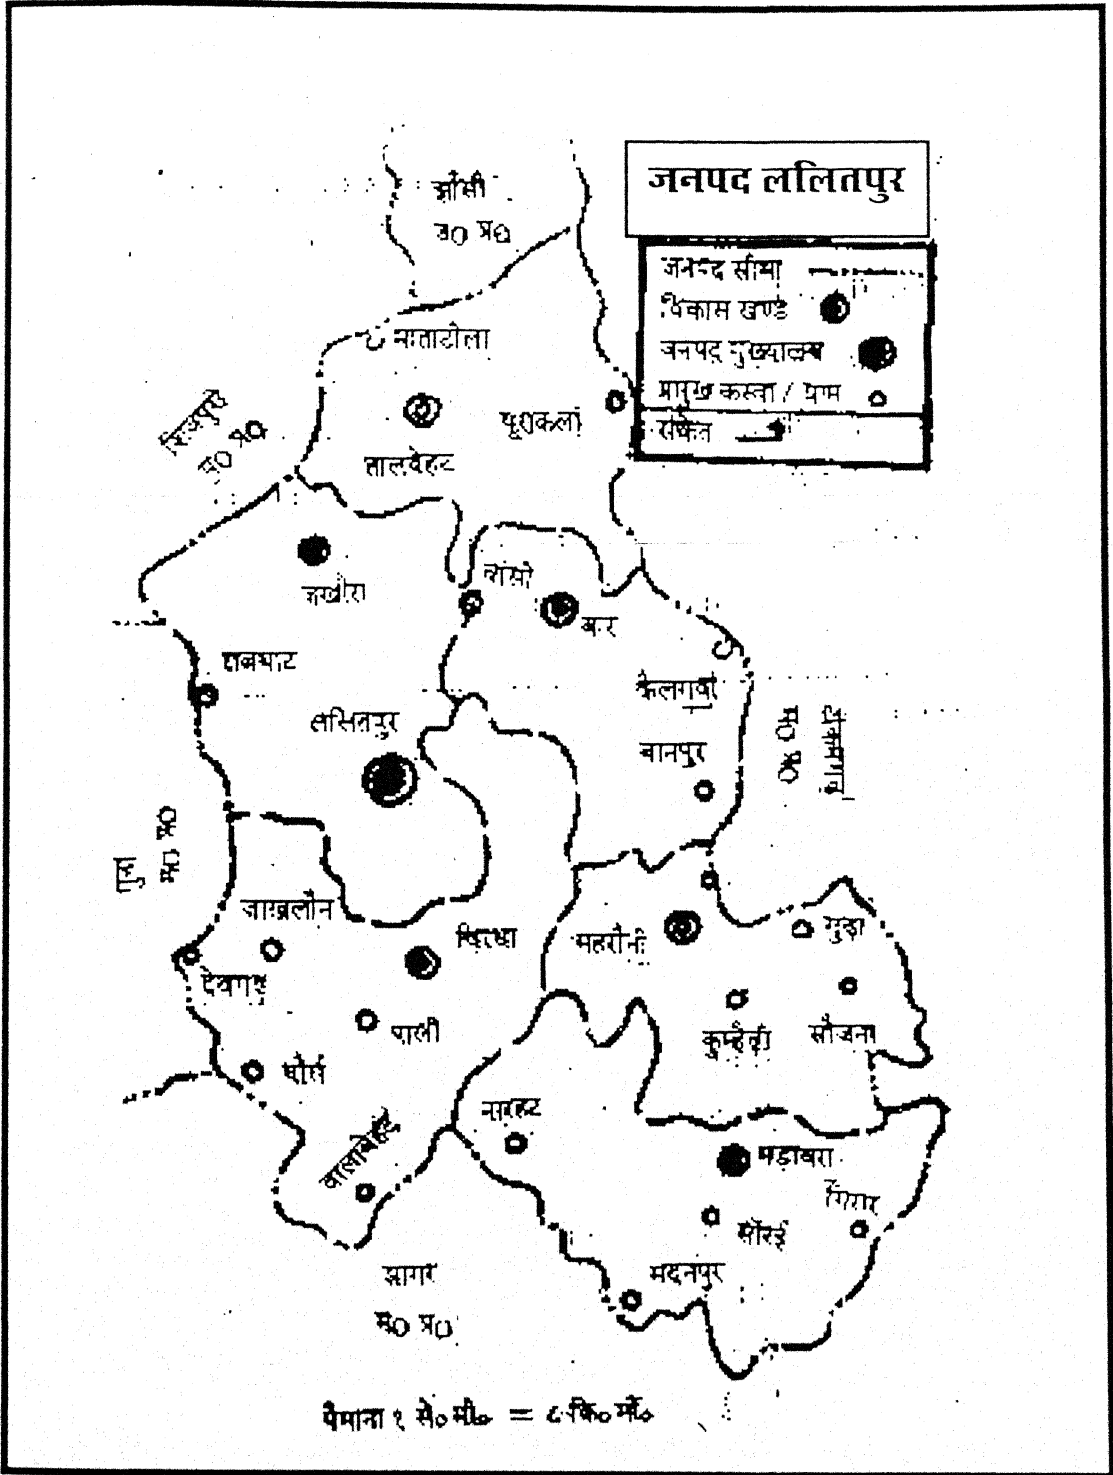 जनपद ललितपुर
जनपद सीमा
विकास खण्ड
जनपद मुख्यालय
प्रमुख कस्वा / ग्राम
संकेत
झाँसी
उ० प्र०
माताटीला
तालवेहट
पूराकलां
शिवपुरी
म० प्र०
जखौरा
वांसी
वार
राजघाट
कैलगवां
ललितपुर
वानपुर
टीकमगढ़
म० प्र०
गुना
म० प्र०
जाखलौन
विरधा
महरौनी
गुढ़ा
देवगढ़
पाली
कुम्हैड़ी
सौजना
धौर्रा
नारहट
वालावेहट
मड़ावरा
गिरार
सौरई
मदनपुर
सागर
म० प्र०
पैमाना १ से० मी० = ८ कि० मी०